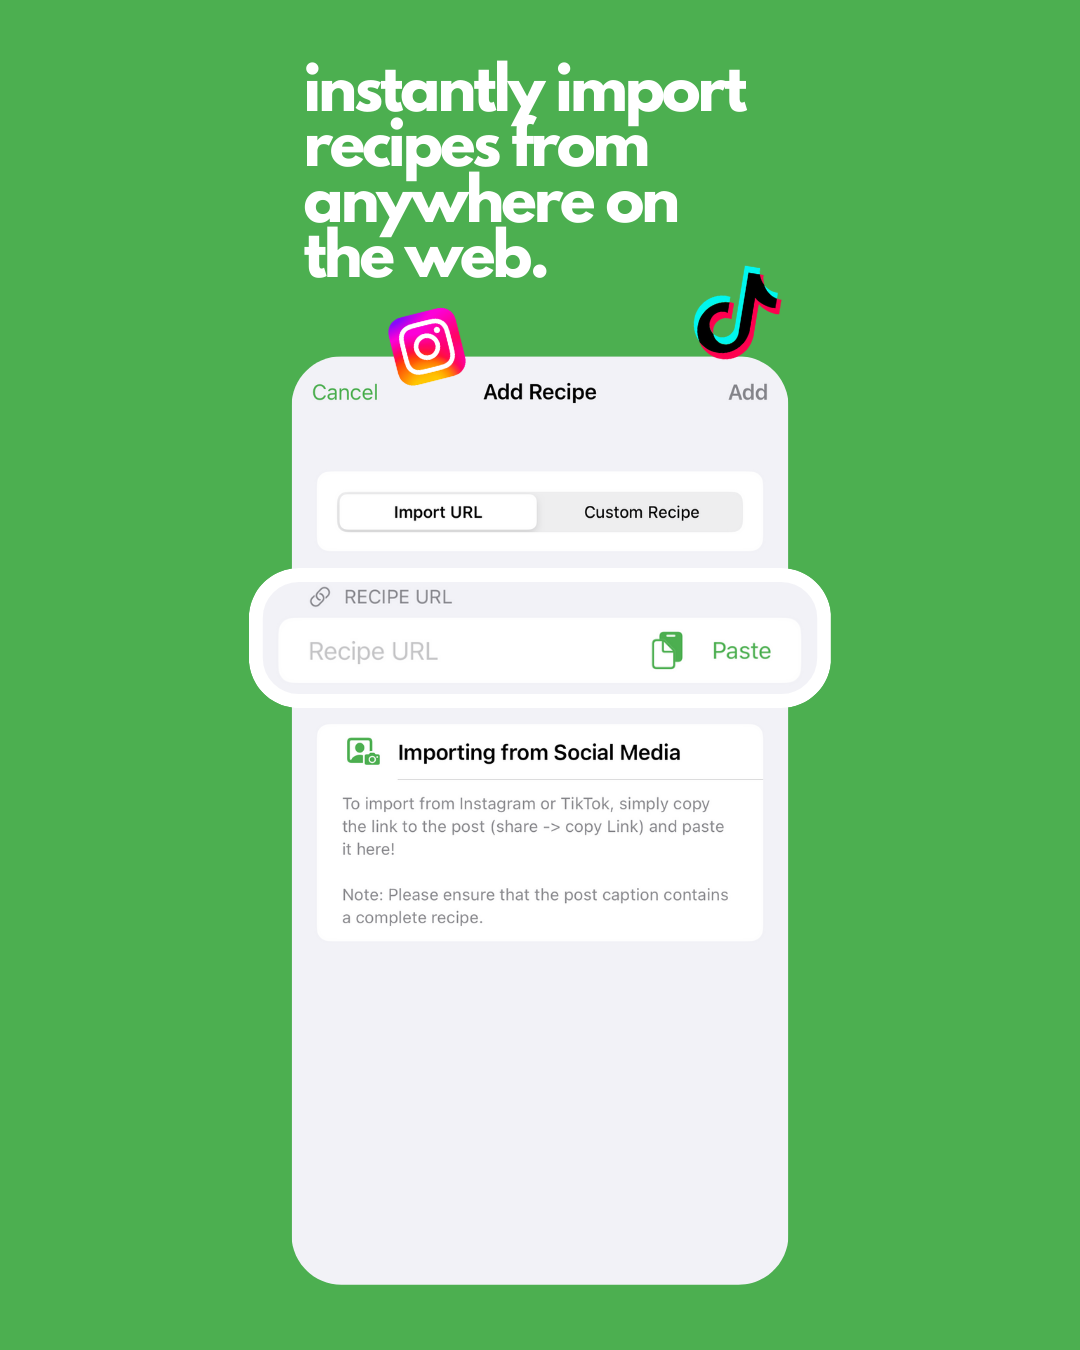 instantly import
recipes from
anywhere on
the web.
Cancel
Add Recipe
Add
Import URL
Custom Recipe
RECIPE URL
Recipe URL
Paste
Importing from Social Media
To import from Instagram or TikTok, simply copy
the link to the post (share -> copy Link) and paste
it here!
Note: Please ensure that the post caption contains
a complete recipe.